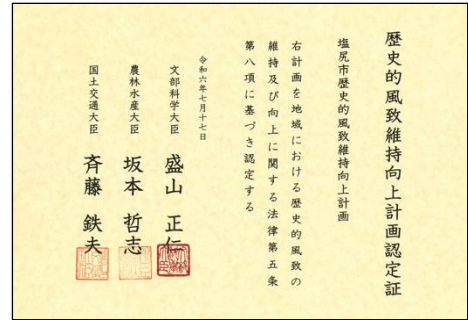 歴史的風致維持向上計画認定証
塩尻市歴史的風致維持向上計画
右計画を地域における歴史的風致の
維持及び向上に関する法律第五条
第八項に基づき認定する
令和六年七月十七日
文部科学大臣 盛山 正仁
農林水産大臣 坂本 哲志
国土交通大臣 斉藤 鉄夫